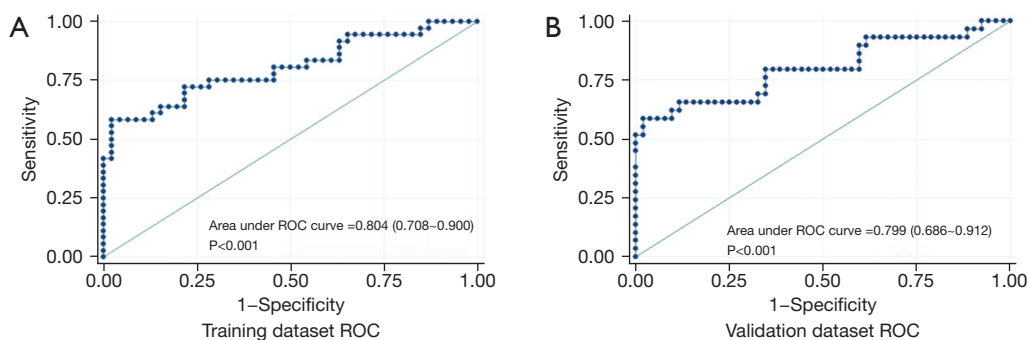 A
1.00
0.75
0.50
0.25
0.00
Sensitivity
Area under ROC curve =0.804 (0.708~0.900)
P<0.001
0.00 0.25 0.50 0.75 1.00
1–Specificity
Training dataset ROC
B
1.00
0.75
0.50
0.25
0.00
Sensitivity
Area under ROC curve =0.799 (0.686~0.912)
P<0.001
0.00 0.25 0.50 0.75 1.00
1–Specificity
Validation dataset ROC